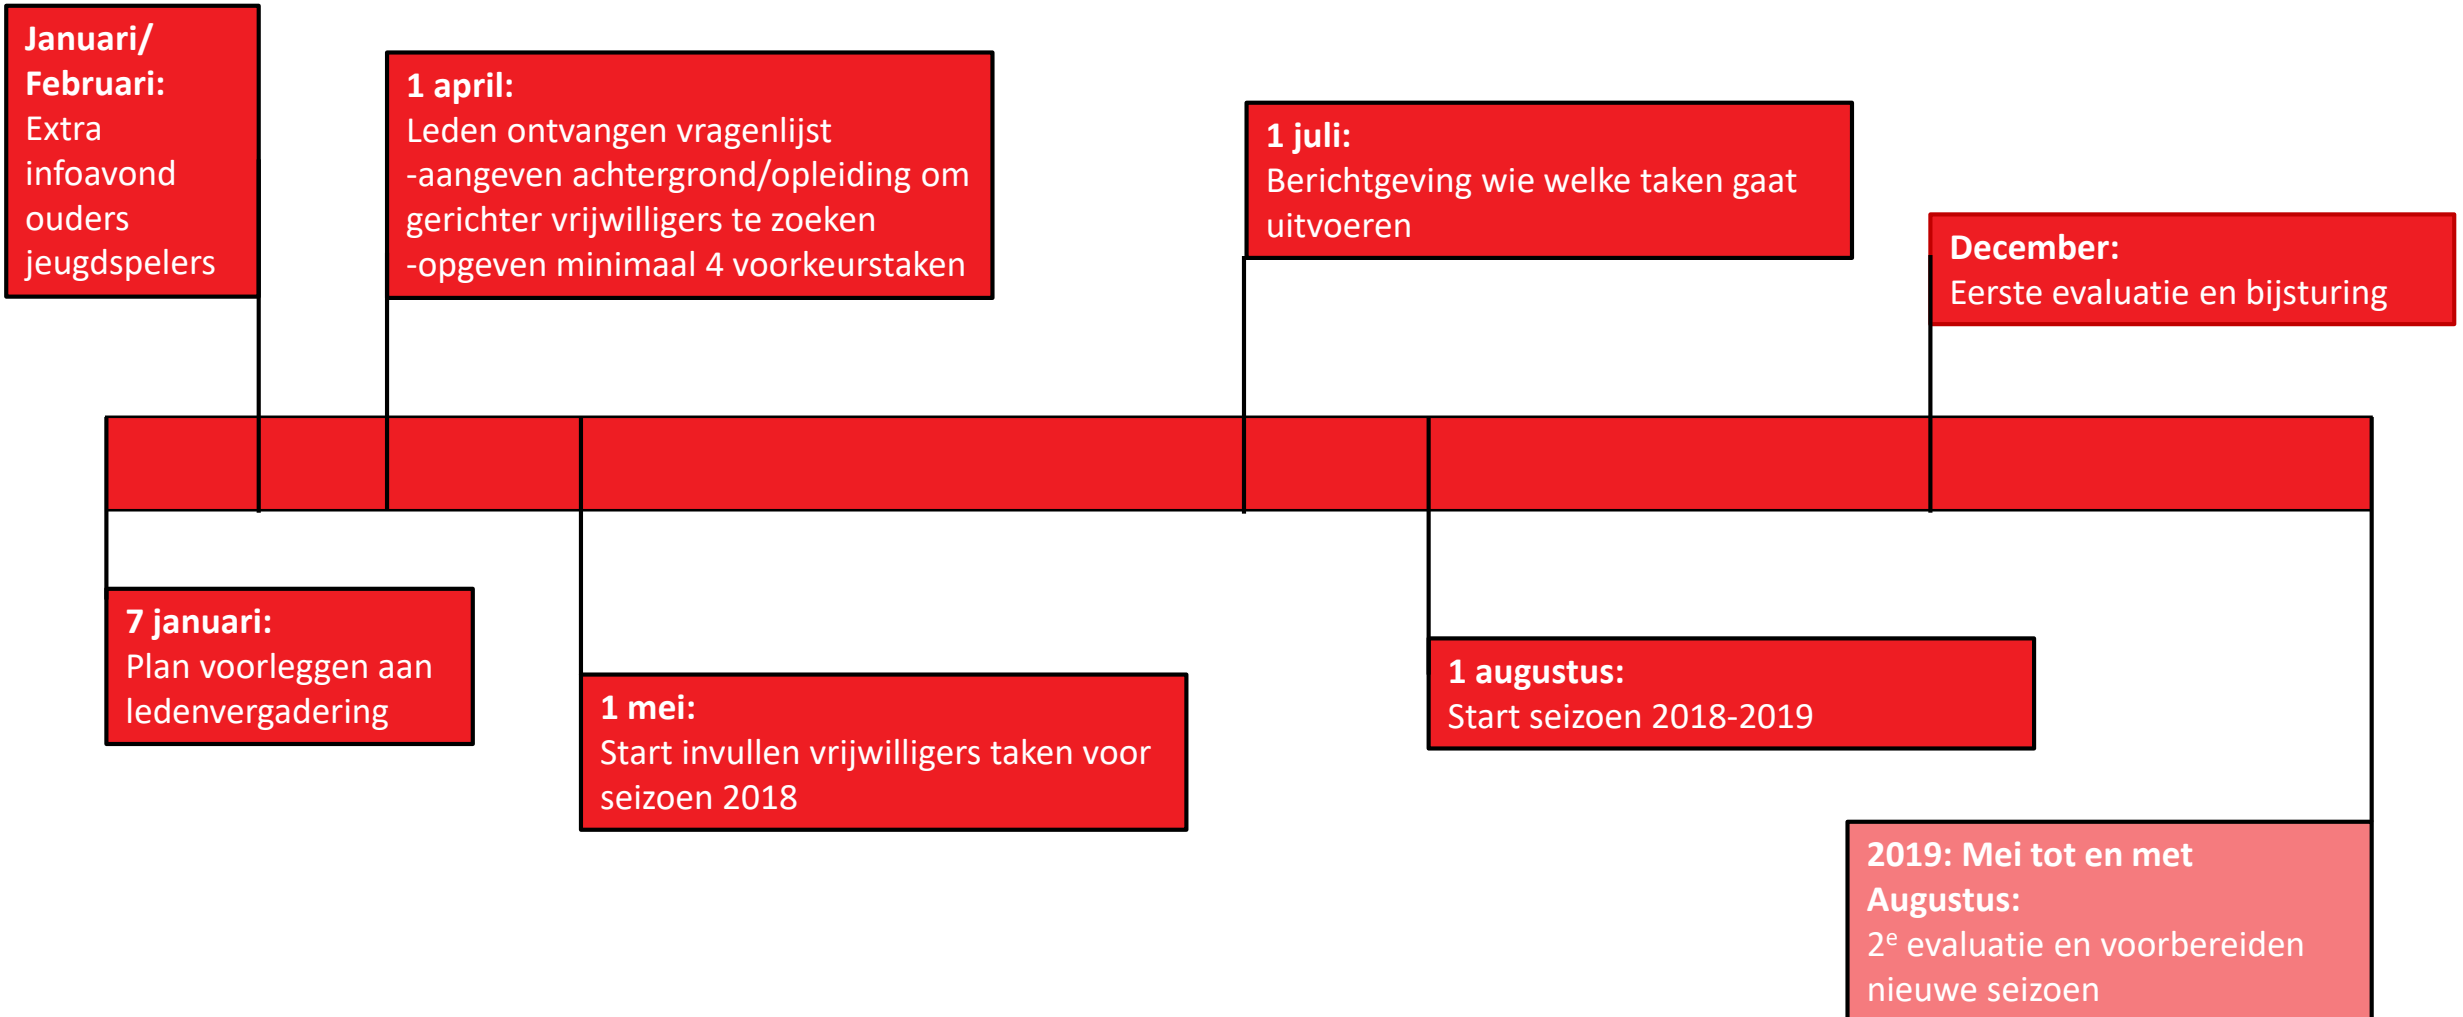 Januari/
Februari:
Extra
infoavond
ouders
jeugdspelers
1 april:
Leden ontvangen vragenlijst
-aangeven achtergrond/opleiding om
gerichter vrijwilligers te zoeken
-opgeven minimaal 4 voorkeurstaken
1 juli:
Berichtgeving wie welke taken gaat
uitvoeren
December:
Eerste evaluatie en bijsturing
7 januari:
Plan voorleggen aan
ledenvergadering
1 mei:
Start invullen vrijwilligers taken voor
seizoen 2018
1 augustus:
Start seizoen 2018-2019
2019: Mei tot en met
Augustus:
2e evaluatie en voorbereiden
nieuwe seizoen